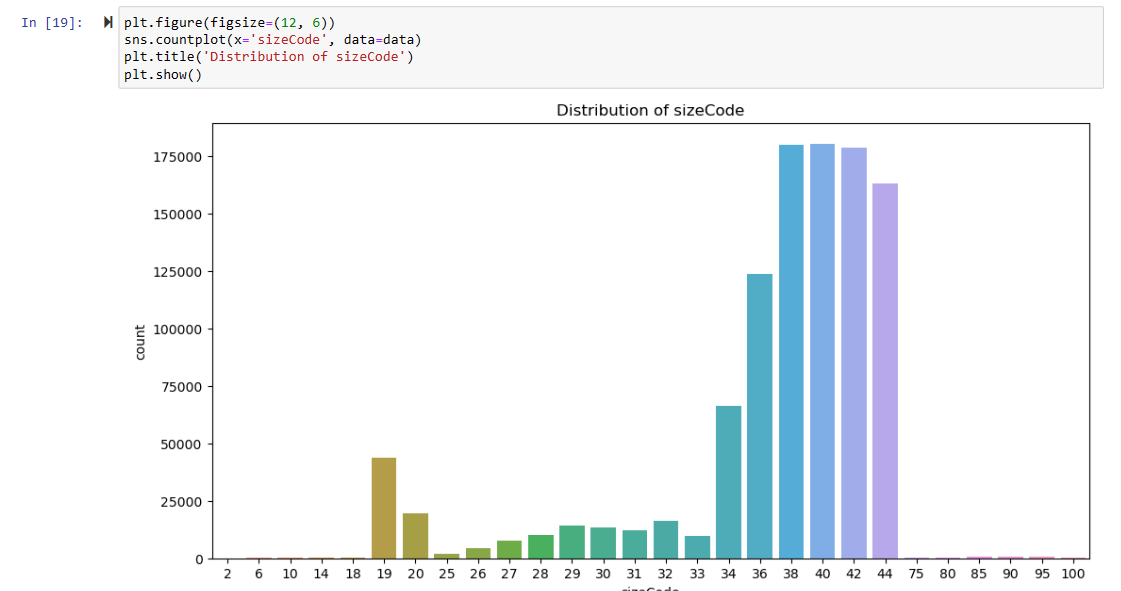 In [19]:
plt.figure(figsize=(12, 6))
sns.countplot(x='sizeCode', data=data)
plt.title('Distribution of sizeCode')
plt.show()
Distribution of sizeCode
175000
150000
125000
100000
75000
50000
25000
0
count
2 6 10 14 18 19 20 25 26 27 28 29 30 31 32 33 34 36 38 40 42 44 75 80 85 90 95 100
sizeCode